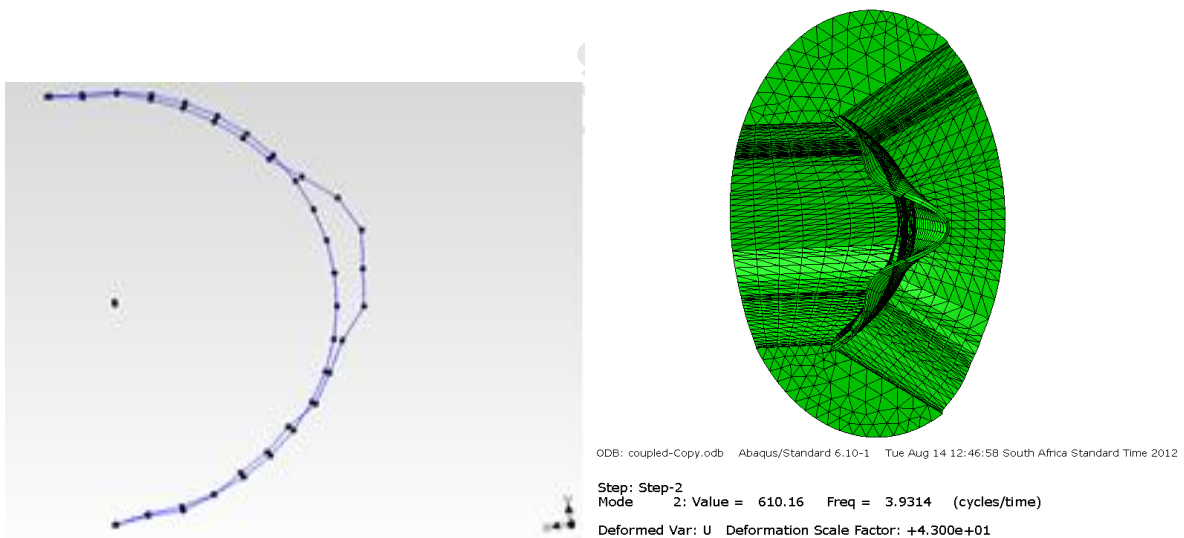 ODB: coupled-Copy.odb Abaqus/Standard 6.10-1 Tue Aug 14 12:46:58 South Africa Standard Time 2012
Step: Step-2
Mode 2: Value = 610.16 Freq = 3.9314 (cycles/time)
Deformed Var: U Deformation Scale Factor: +4.300e+01